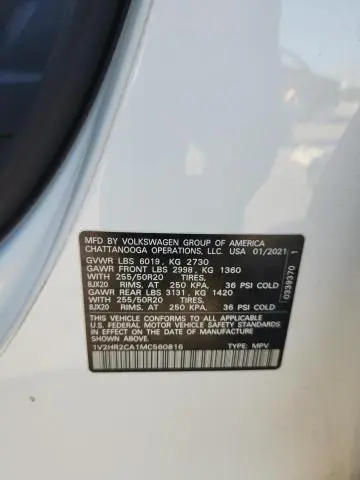 MFD BY VOLKSWAGEN GROUP OF AMERICA
CHATTANOOGA OPERATIONS, LLC. USA 01/2021
GVWR LBS 6019, KG 2730
GAWR FRONT LBS 2998, KG 1360
WITH 255/50R20 TIRES,
8JX20 RIMS, AT 250 KPA. 36 PSI COLD
GAWR REAR LBS 3131, KG 1420
WITH 255/50R20 TIRES,
8JX20 RIMS, AT 250 KPA. 36 PSI COLD
THIS VEHICLE CONFORMS TO ALL APPLICABLE
U.S. FEDERAL MOTOR VEHICLE SAFETY STANDARDS
IN EFFECT ON THE DATE OF MANUFACTURE
SHOWN ABOVE.
1V2HR2CA1MC560816 TYPE: MPV
0339370 1